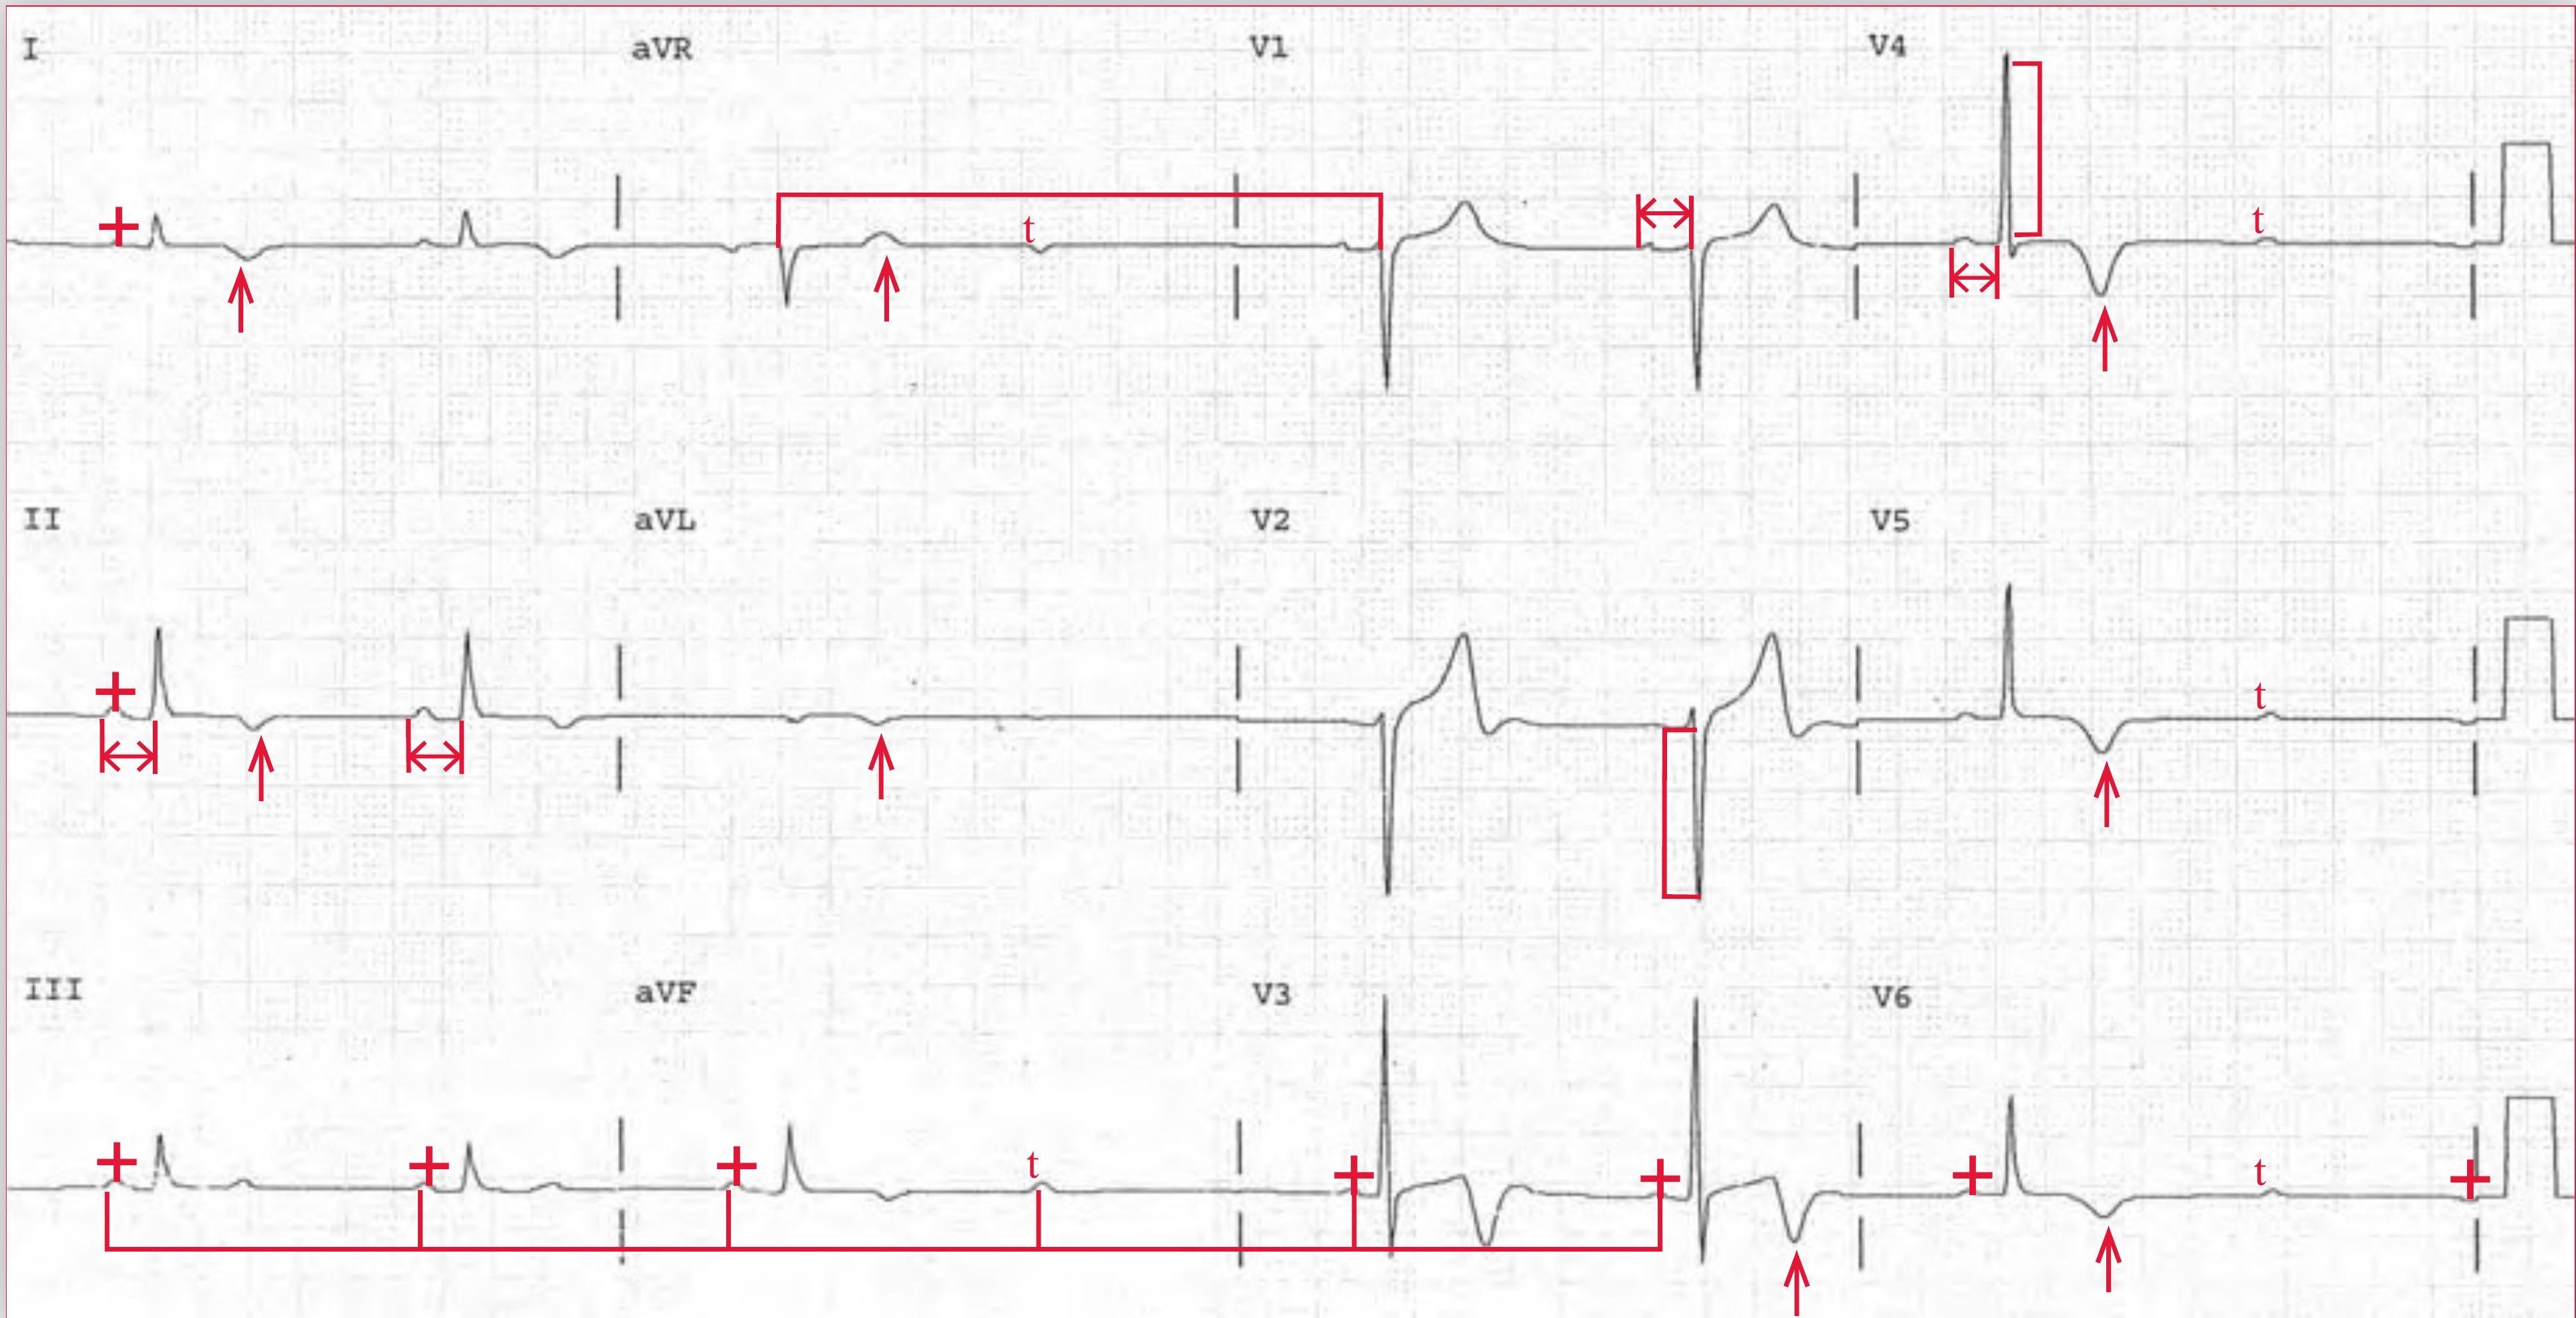 I aVR V1 V4
+ t t
II aVL V2 V5
+ t
III aVF V3 V6
+ + + t + + + t +